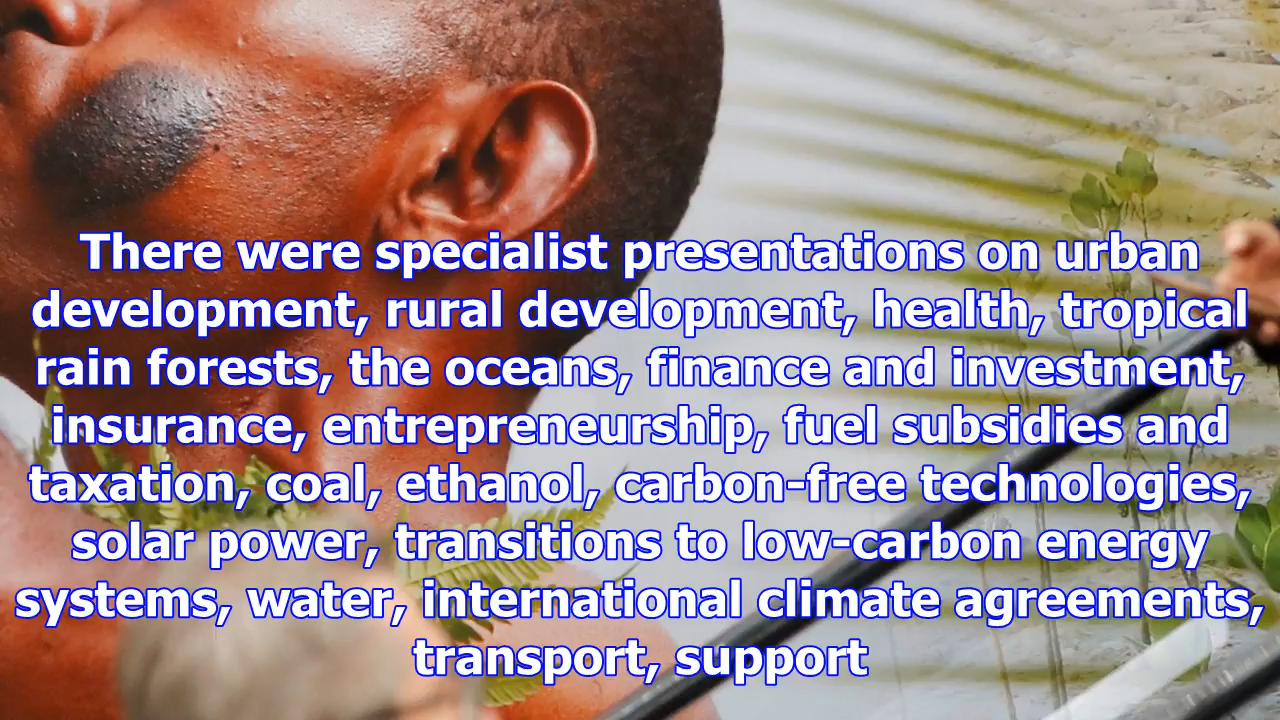 There were specialist presentations on urban
development, rural development, health, tropical
rain forests, the oceans, finance and investment,
insurance, entrepreneurship, fuel subsidies and
taxation, coal, ethanol, carbon-free technologies,
solar power, transitions to low-carbon energy
systems, water, international climate agreements,
transport, support